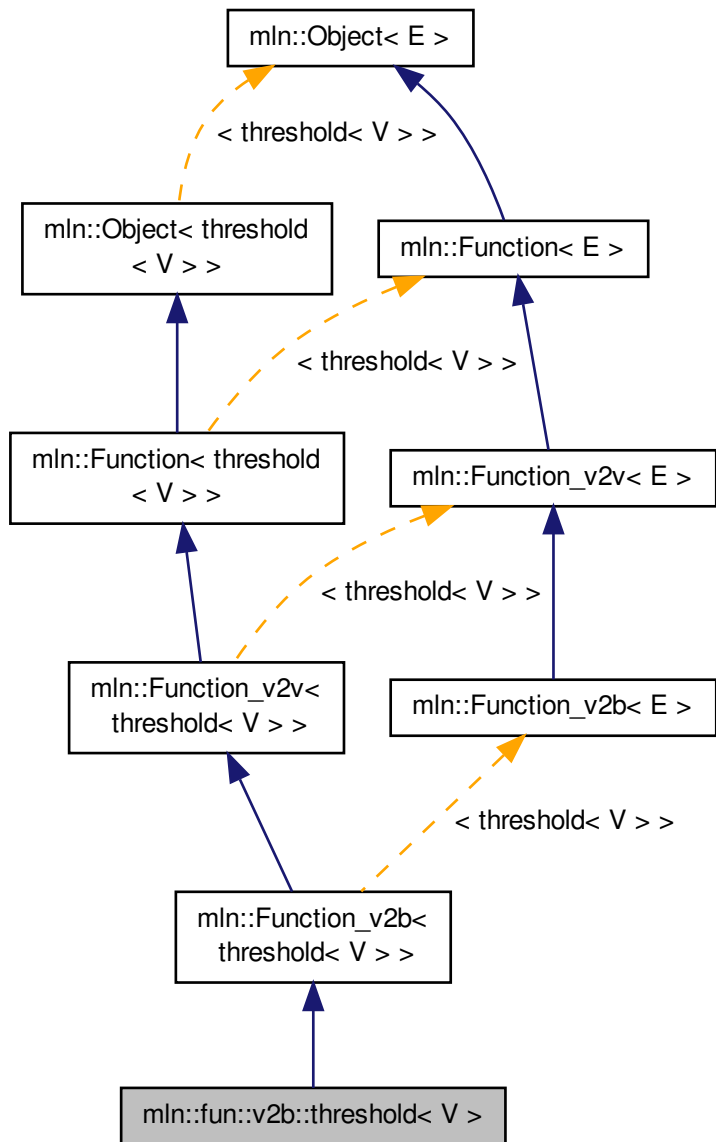 mln::Object< E >
< threshold< V > >
mln::Object< threshold
< V > >
mln::Function< E >
< threshold< V > >
mln::Function< threshold
< V > >
mln::Function_v2v< E >
< threshold< V > >
mln::Function_v2v<
threshold< V > >
mln::Function_v2b< E >
< threshold< V > >
mln::Function_v2b<
threshold< V > >
mln::fun::v2b::threshold< V >